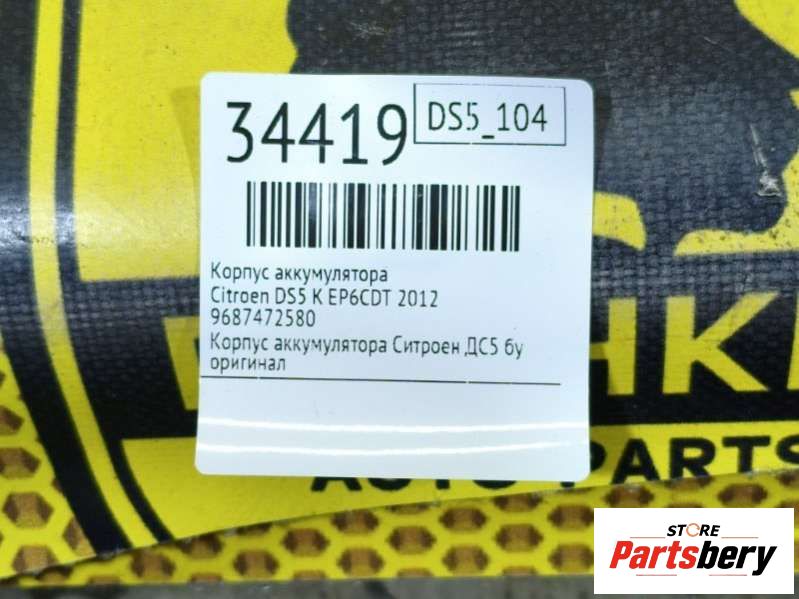 34419
DS5_104
Корпус аккумулятора
Citroen DS5 K EP6CDT 2012
9687472580
Корпус аккумулятора Ситроен ДС5 бу
оригинал
AUTO PARTS
STORE
Partsbery